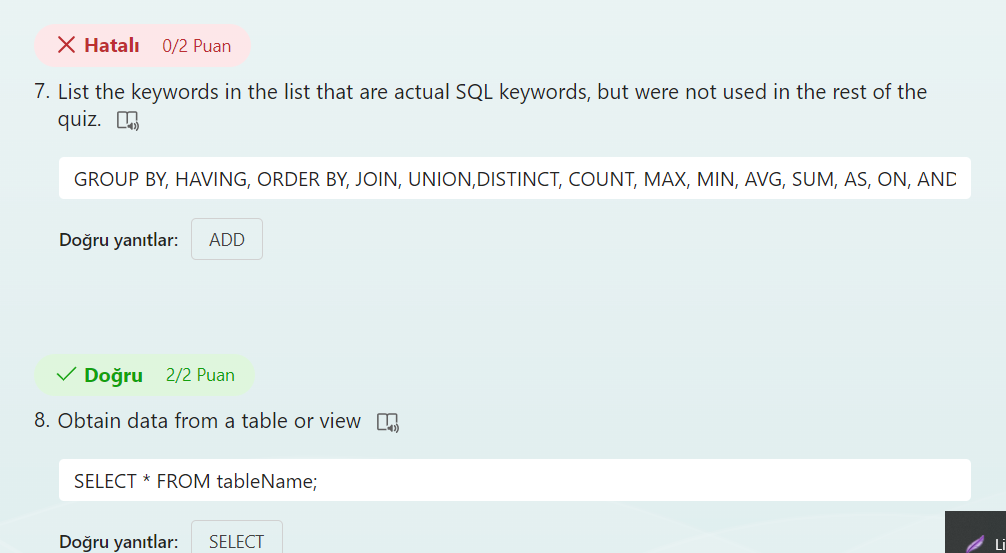 Hatalı 0/2 Puan
7. List the keywords in the list that are actual SQL keywords, but were not used in the rest of the
quiz.
GROUP BY, HAVING, ORDER BY, JOIN, UNION,DISTINCT, COUNT, MAX, MIN, AVG, SUM, AS, ON, AND
Doğru yanıtlar: ADD
Doğru 2/2 Puan
8. Obtain data from a table or view
SELECT * FROM tableName;
Doğru yanıtlar: SELECT